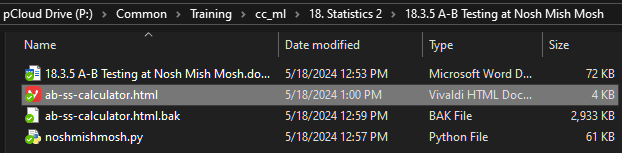 pCloud Drive (P:) > Common > Training > cc_ml > 18. Statistics 2 > 18.3.5 A-B Testing at Nosh Mish Mosh
Name Date modified Type Size
18.3.5 A-B Testing at Nosh Mish Mosh.do... 5/18/2024 12:53 PM Microsoft Word D... 72 KB
ab-ss-calculator.html 5/18/2024 1:00 PM Vivaldi HTML Doc... 4 KB
ab-ss-calculator.html.bak 5/18/2024 12:59 PM BAK File 2,933 KB
noshmishmosh.py 5/18/2024 12:57 PM Python File 61 KB